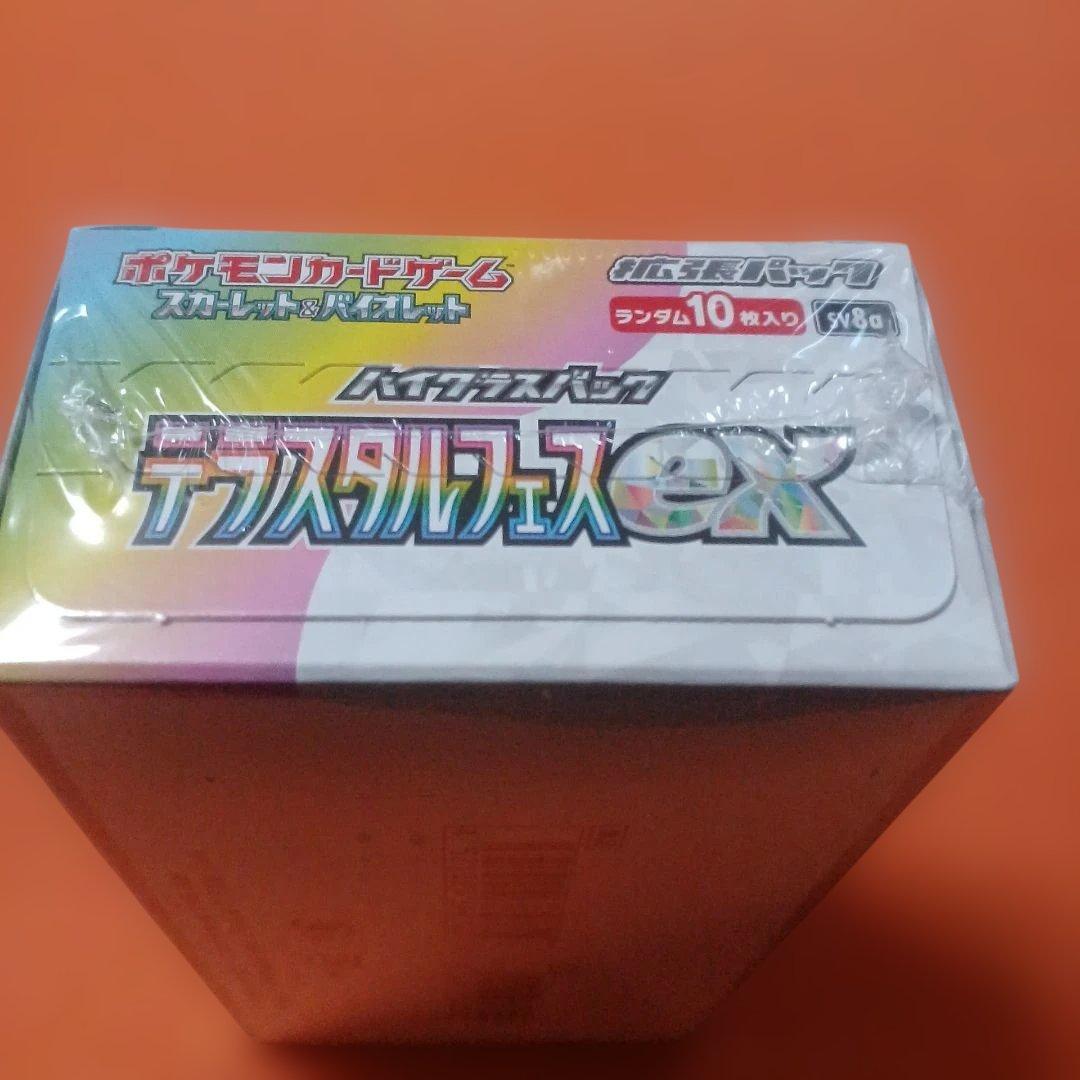 ポケモンカードゲーム
スカーレット&バイオレット
拡張パック
ランダム10枚入り sv8a
ハイクラスパック
テラスタルフェスex